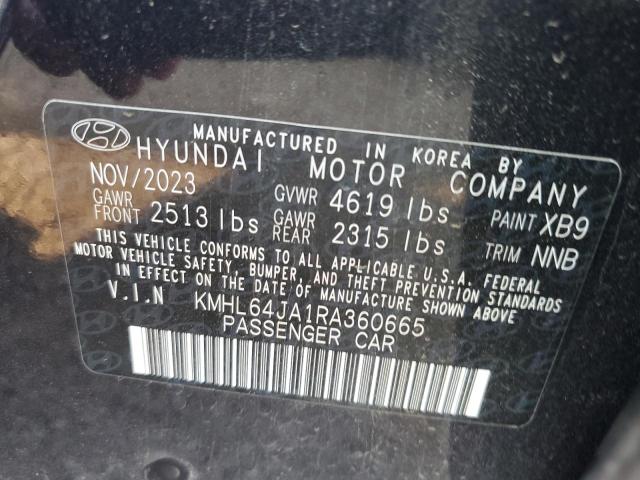 MANUFACTURED IN KOREA BY
HYUNDAI MOTOR COMPANY
NOV/2023 GVWR 4619 lbs PAINT XB9
GAWR FRONT 2513 lbs GAWR REAR 2315 lbs TRIM NNB
THIS VEHICLE CONFORMS TO ALL APPLICABLE U.S.A. FEDERAL
MOTOR VEHICLE SAFETY, BUMPER, AND THEFT PREVENTION STANDARDS
IN EFFECT ON THE DATE OF MANUFACTURE SHOWN ABOVE.
V.I.N KMHL64JA1RA360665
PASSENGER CAR